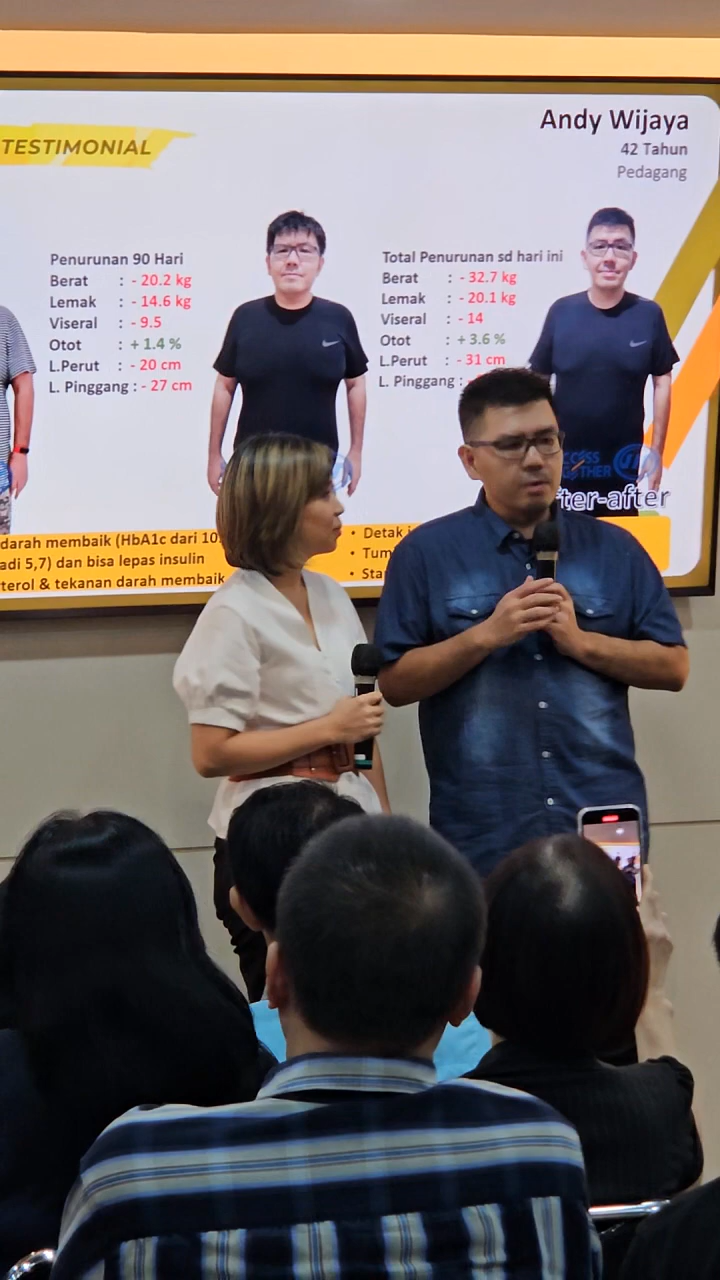 TESTIMONIAL
Andy Wijaya
42 Tahun
Pedagang
Penurunan 90 Hari
Berat : - 20.2 kg
Lemak : - 14.6 kg
Viseral : - 9.5
Otot : + 1.4 %
L.Perut : - 20 cm
L. Pinggang : - 27 cm
Total Penurunan sd hari ini
Berat : - 32.7 kg
Lemak : - 20.1 kg
Viseral : - 14
Otot : + 3.6 %
L.Perut : - 31 cm
L. Pinggang : -
ter-after
darah membaik (HbA1c dari 10,
adi 5,7) dan bisa lepas insulin
terol & tekanan darah membaik
• Detak
• Tum
• Sta